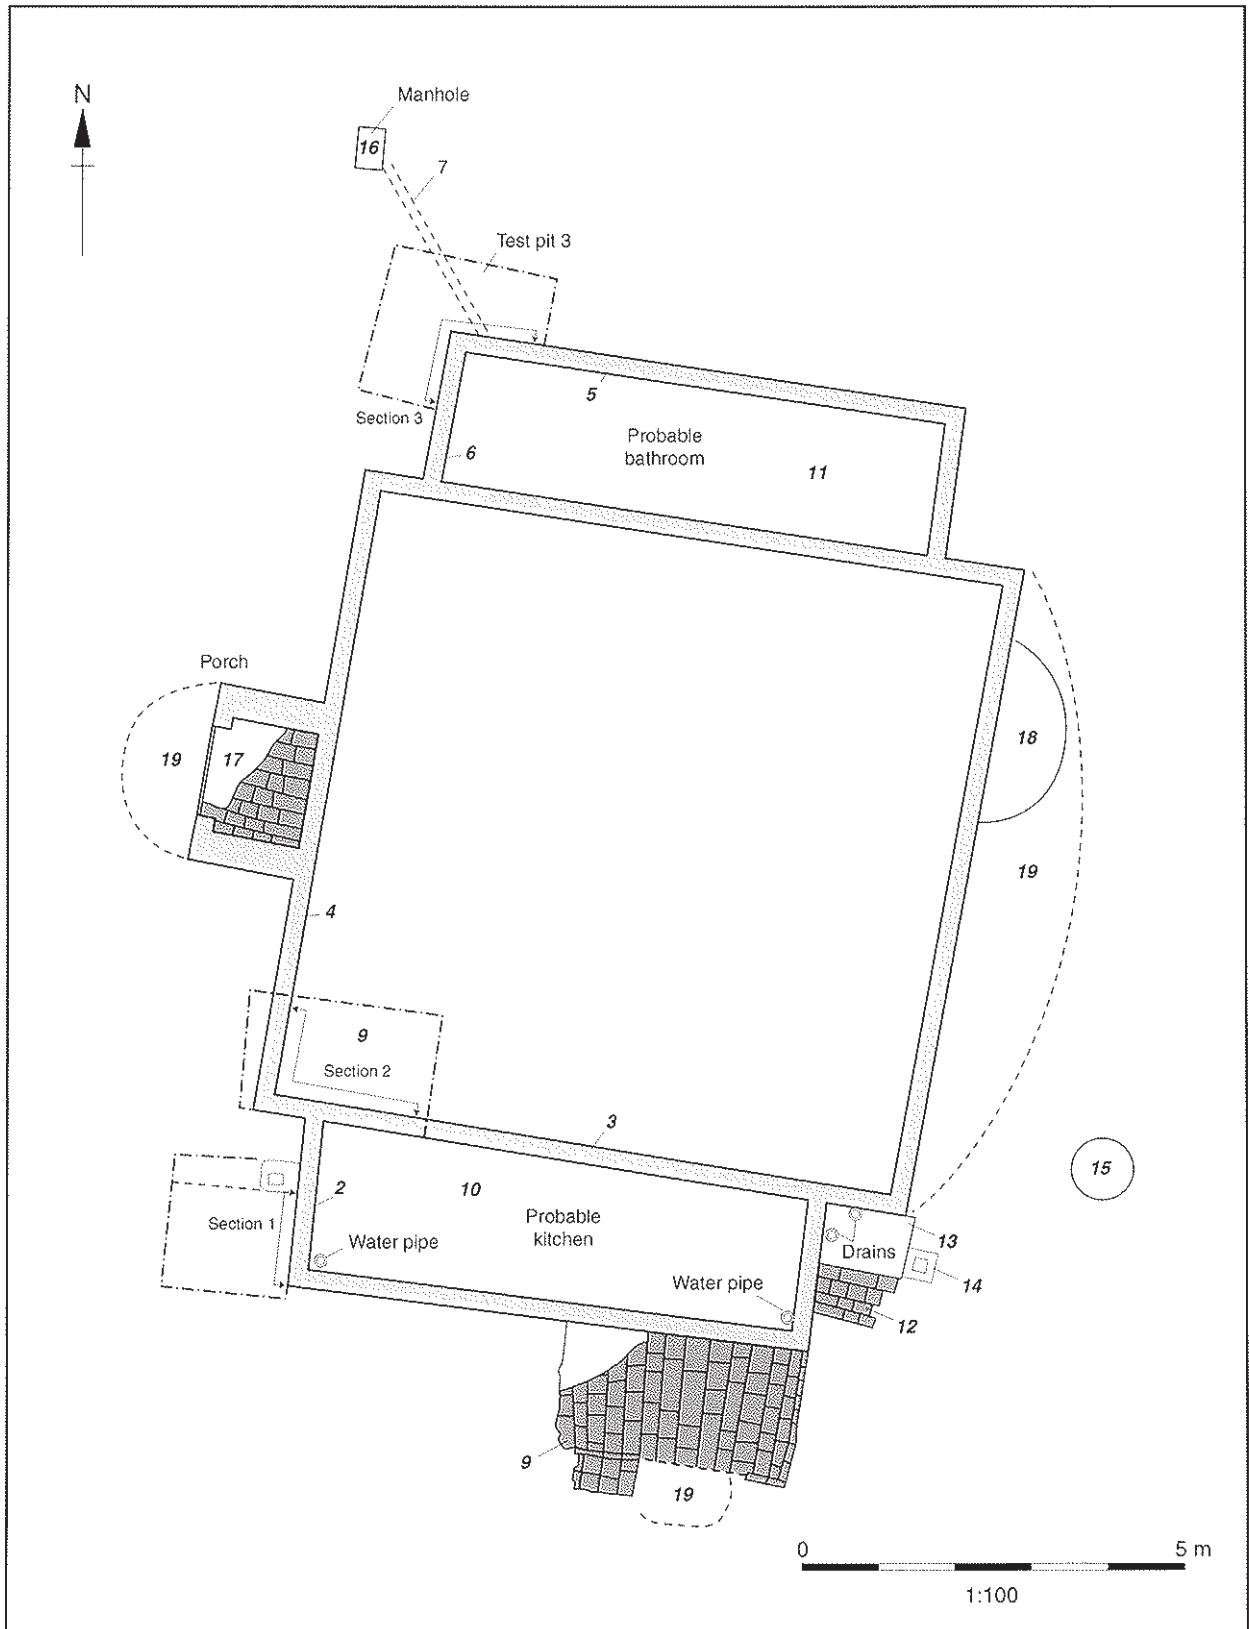 N
Manhole
16
7
Test pit 3
Section 3
5
Probable
bathroom
6
11
Porch
19
17
18
19
4
9
Section 2
3
15
2
10
Section 1
Probable
kitchen
Water pipe
Drains
13
14
Water pipe
12
9
19
0
5 m
1:100